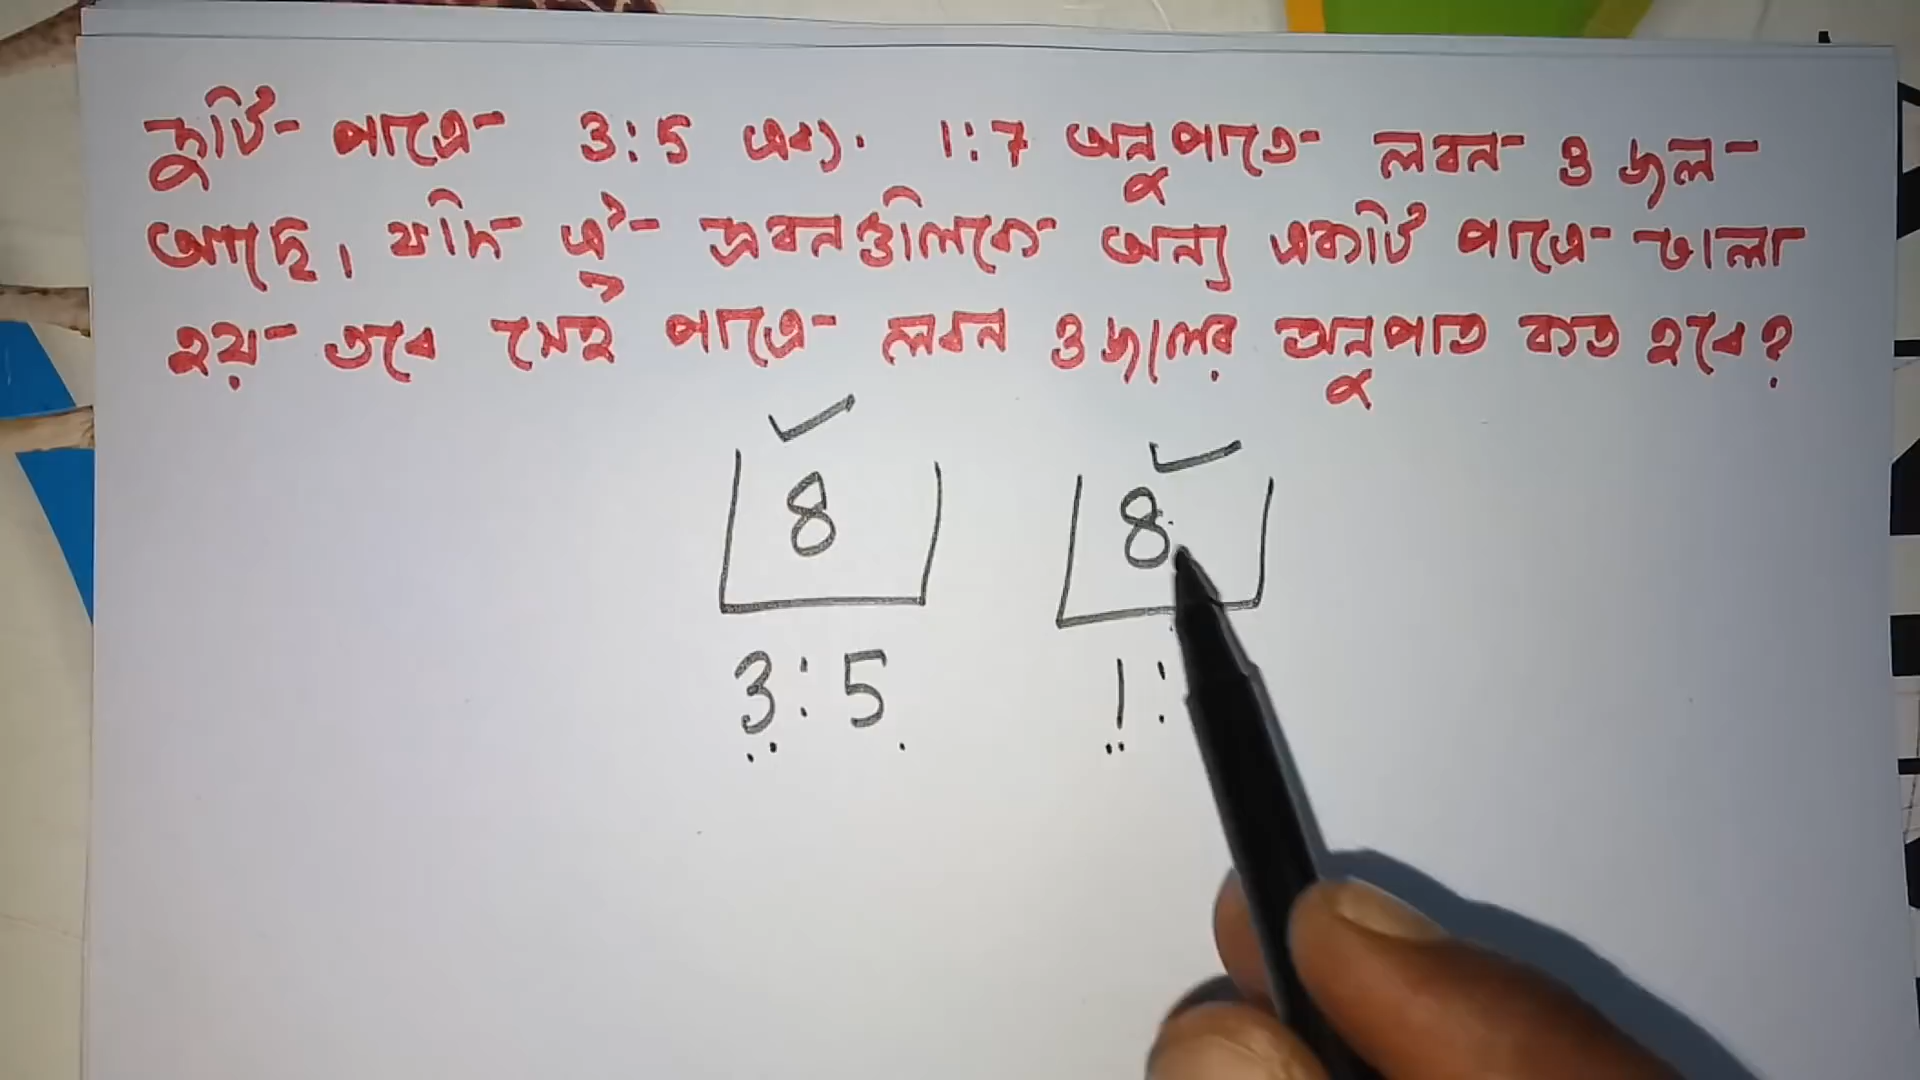 দুটি পাত্রে 3:5 এবং 1:7 অনুপাতে লবন ও জল
আছে, যদি এই দ্রবনগুলিকে অন্য একটি পাত্রে ঢালা
হয় তবে সেই পাত্রে লবন ও জলের অনুপাত কত হবে?
8 8
3:5 1: